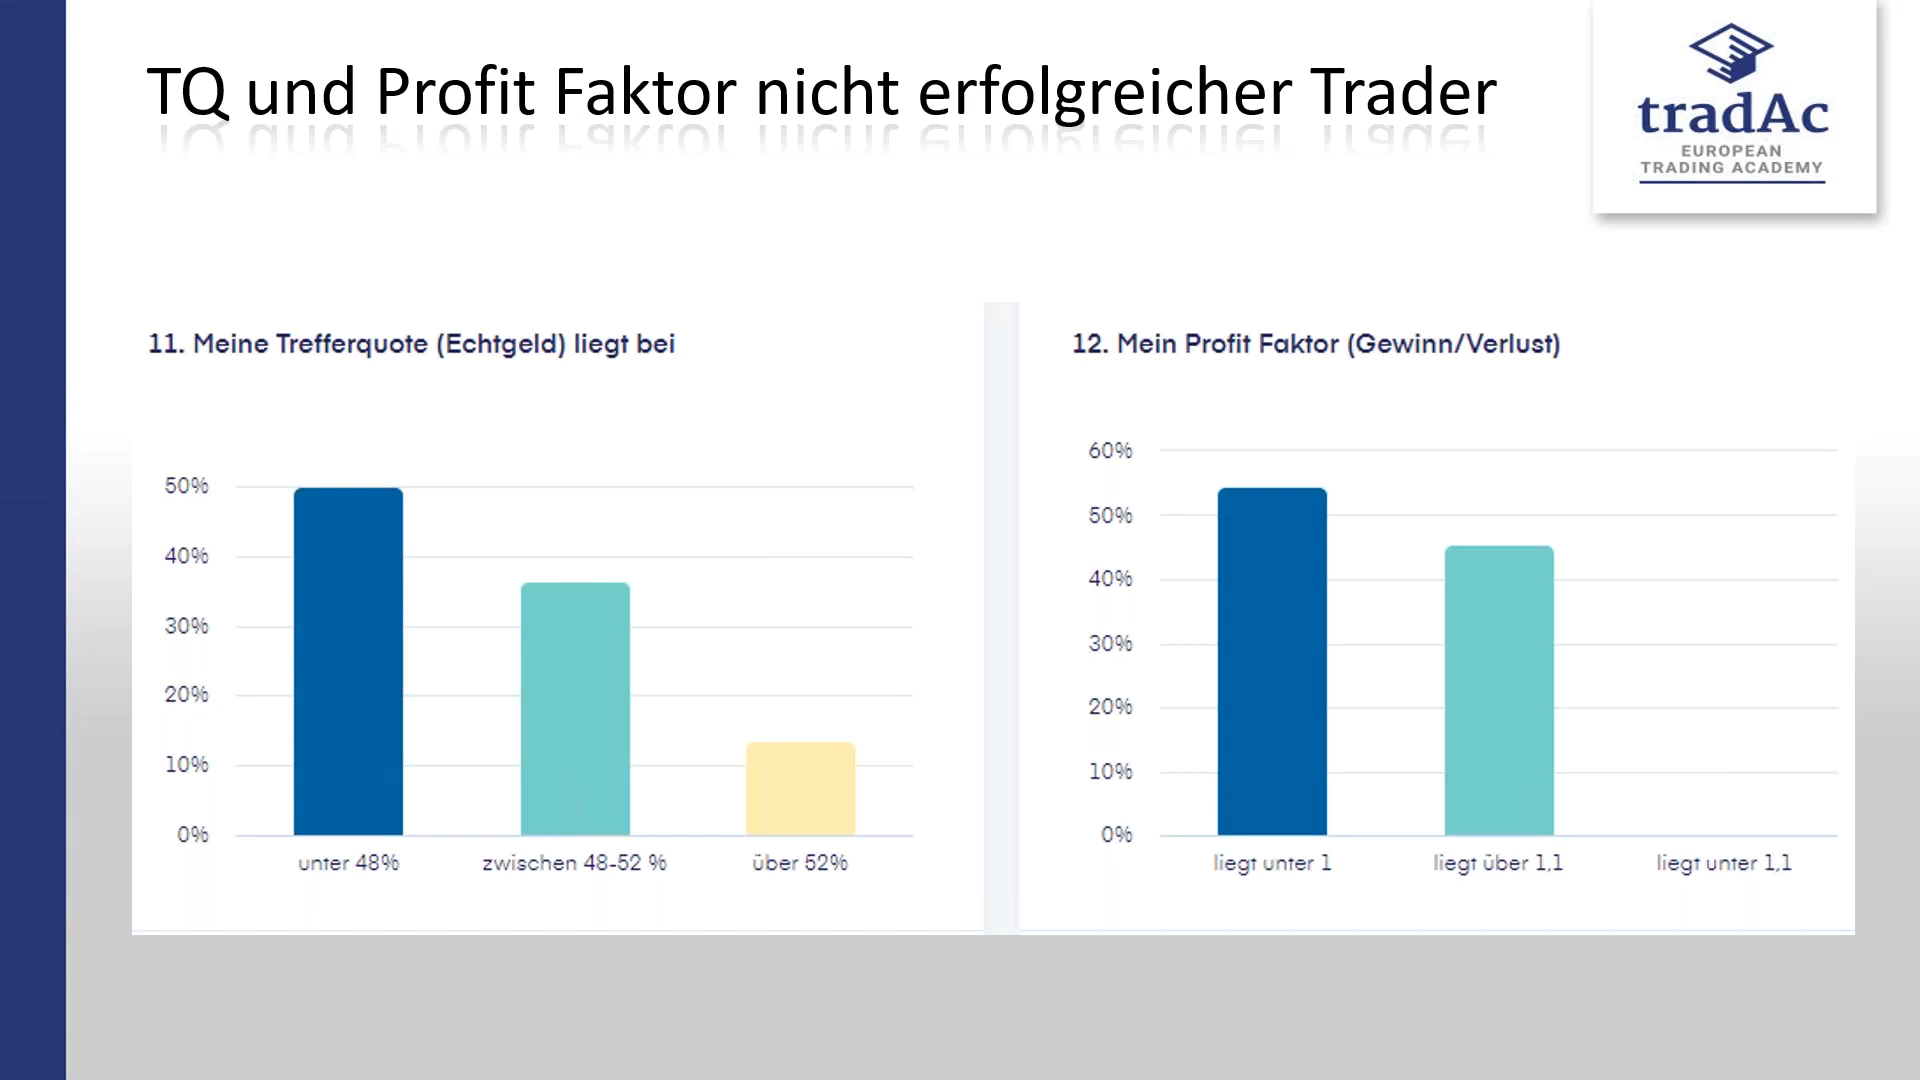 TQ und Profit Faktor nicht erfolgreicher Trader
tradAc
EUROPEAN
TRADING ACADEMY
11. Meine Trefferquote (Echtgeld) liegt bei
50%
40%
30%
20%
10%
0%
unter 48%
zwischen 48-52 %
über 52%
12. Mein Profit Faktor (Gewinn/Verlust)
60%
50%
40%
30%
20%
10%
0%
liegt unter 1
liegt über 1,1
liegt unter 1,1